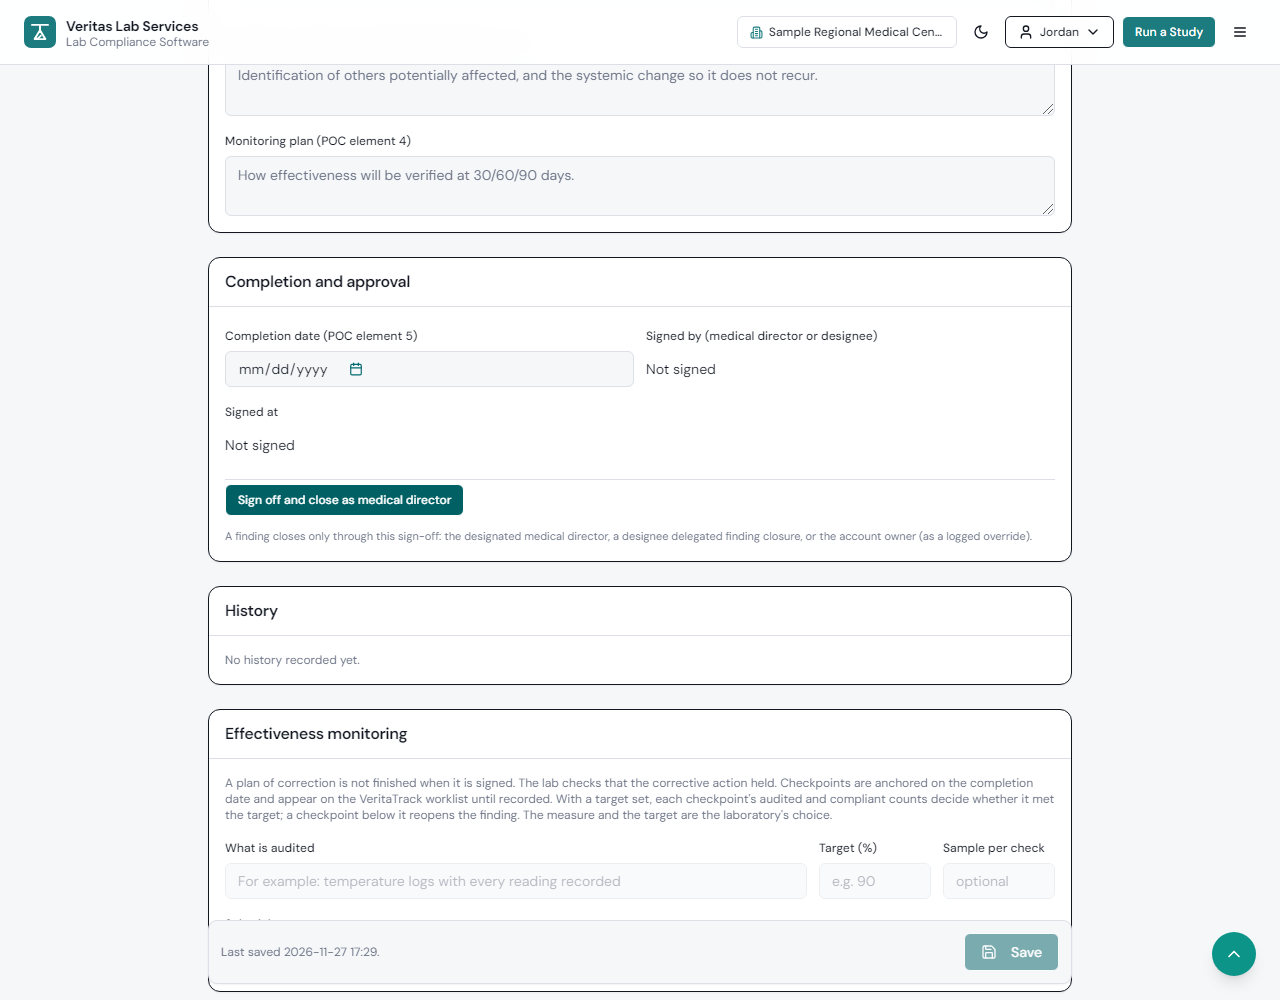 Veritas Lab Services
Lab Compliance Software
Sample Regional Medical Cen...
Jordan
Run a Study
Identification of others potentially affected, and the systemic change so it does not recur.
Monitoring plan (POC element 4)
How effectiveness will be verified at 30/60/90 days.
Completion and approval
Completion date (POC element 5)
Signed by (medical director or designee)
mm/dd/yyyy
Not signed
Signed at
Not signed
Sign off and close as medical director
A finding closes only through this sign-off: the designated medical director, a designee delegated finding closure, or the account owner (as a logged override).
History
No history recorded yet.
Effectiveness monitoring
A plan of correction is not finished when it is signed. The lab checks that the corrective action held. Checkpoints are anchored on the completion
date and appear on the VeritaTrack worklist until recorded. With a target set, each checkpoint's audited and compliant counts decide whether it met
the target; a checkpoint below it reopens the finding. The measure and the target are the laboratory's choice.
What is audited
Target (%)
Sample per check
For example: temperature logs with every reading recorded
e.g. 90
optional
Last saved 2026-11-27 17:29.
Save